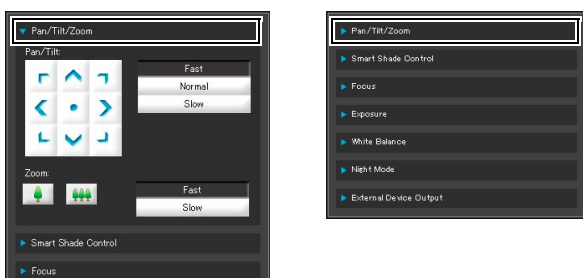 Pan/Tilt/Zoom
Pan/Tilt:
Fast
Normal
Slow
Zoom:
Fast
Slow
Smart Shade Control
Focus
Pan/Tilt/Zoom
Smart Shade Control
Focus
Exposure
White Balance
Night Mode
External Device Output